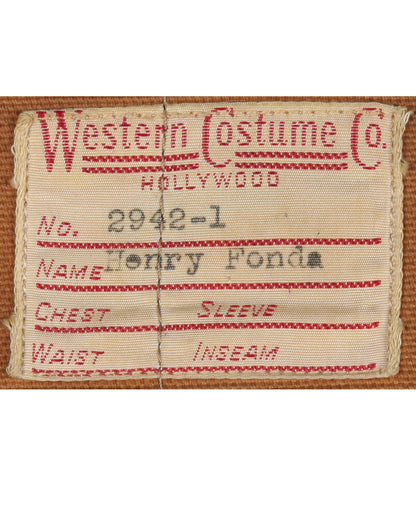 Western Costume Co.
HOLLYWOOD
No. 2942-1
NAME Henry Fonda
CHEST SLEEVE
WAIST INSEAM